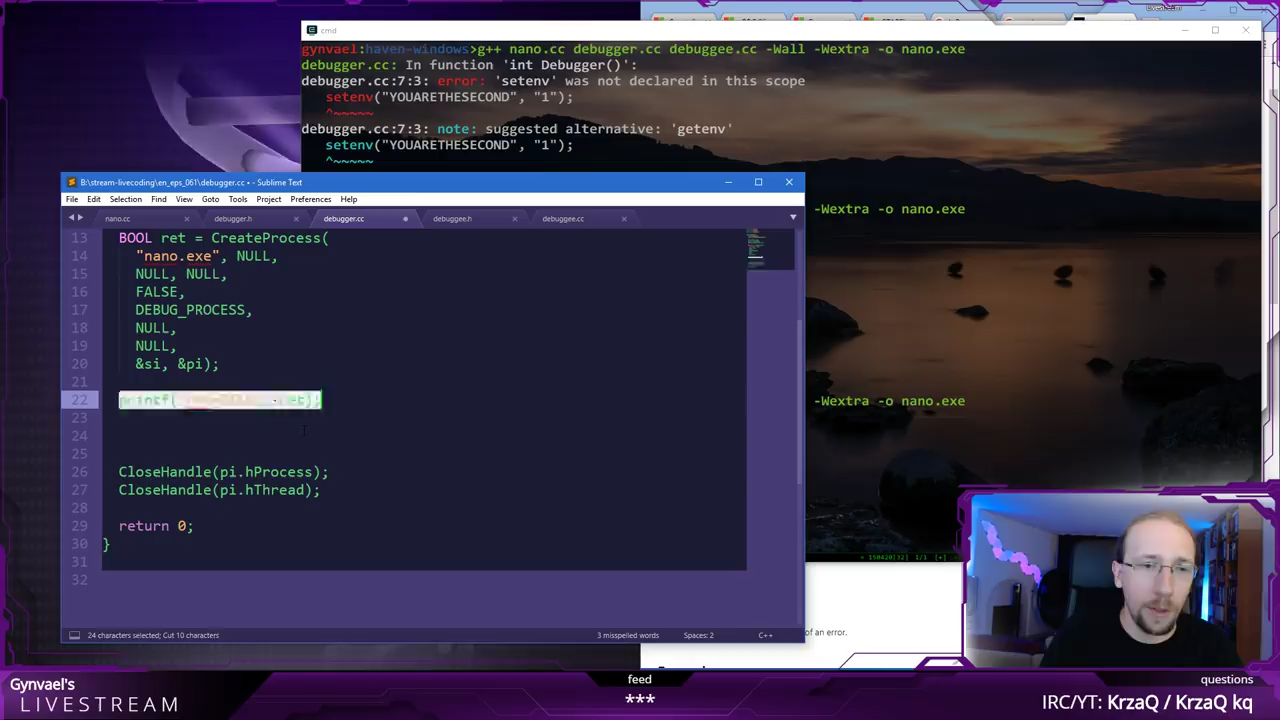 cmd
gynvael:haven-windows>g++ nano.cc debugger.cc debuggee.cc -Wall -Wextra -o nano.exe
debugger.cc: In function 'int Debugger()':
debugger.cc:7:3: error: 'setenv' was not declared in this scope
setenv("YOUARETHESECOND", "1");
^~~~~~
debugger.cc:7:3: note: suggested alternative: 'getenv'
setenv("YOUARETHESECOND", "1");
^~~~~~
-Wextra -o nano.exe
-Wextra -o nano.exe
B:\stream-livecoding\en_eps_061\debugger.cc • - Sublime Text
File Edit Selection Find View Goto Tools Project Preferences Help
nano.cc debugger.h debugger.cc debuggee.h debuggee.cc
13 BOOL ret = CreateProcess(
14 "nano.exe", NULL,
15 NULL, NULL,
16 FALSE,
17 DEBUG_PROCESS,
18 NULL,
19 NULL,
20 &si, &pi);
21
22 printf(
23
24
25
26 CloseHandle(pi.hProcess);
27 CloseHandle(pi.hThread);
28
29 return 0;
30 }
31
32
24 characters selected; Cut 10 characters 3 misspelled words Spaces: 2 C++
of an error.
Gynvael's
LIVESTREAM
feed
***
questions
IRC/YT: KrzaQ / KrzaQ kq